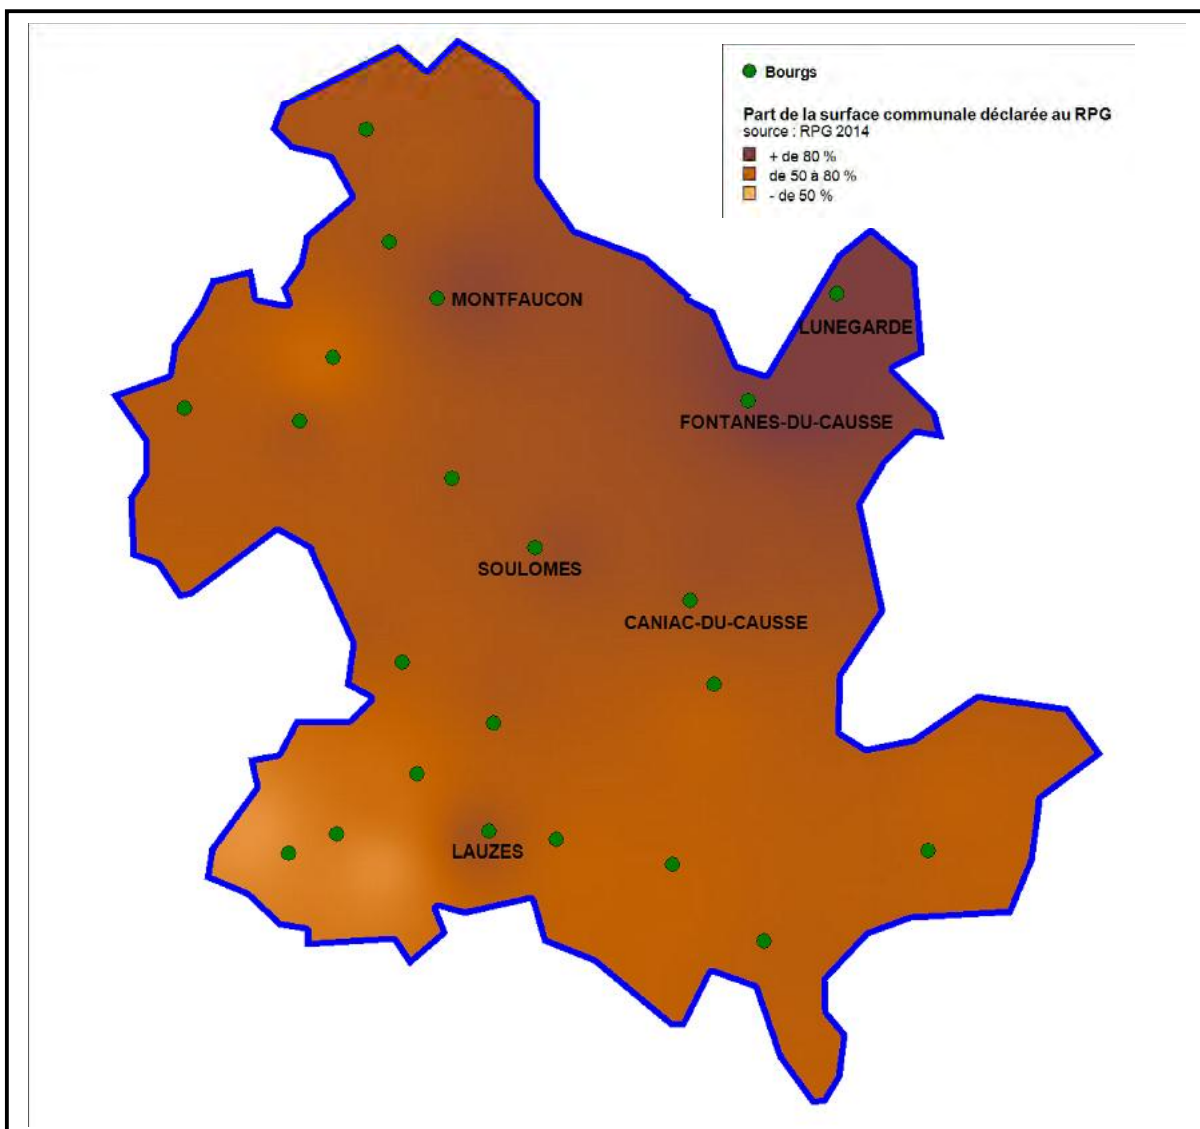 Bourgs
Part de la surface communale déclarée au RPG
source : RPG 2014
+ de 80 %
de 50 à 80 %
- de 50 %
MONTFAUCON
LUNEGARDE
FONTANES-DU-CAUSSE
SOULOMES
CANIAC-DU-CAUSSE
LAUZES